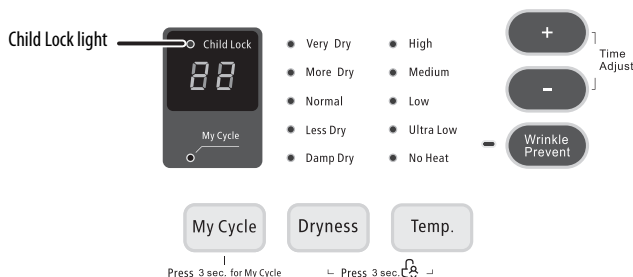 Child Lock light
Child Lock
88
My Cycle
Very Dry
More Dry
Normal
Less Dry
Damp Dry
High
Medium
Low
Ultra Low
No Heat
+
-
Time
Adjust
Wrinkle
Prevent
My Cycle
Dryness
Temp.
Press 3 sec. for My Cycle
Press 3 sec.